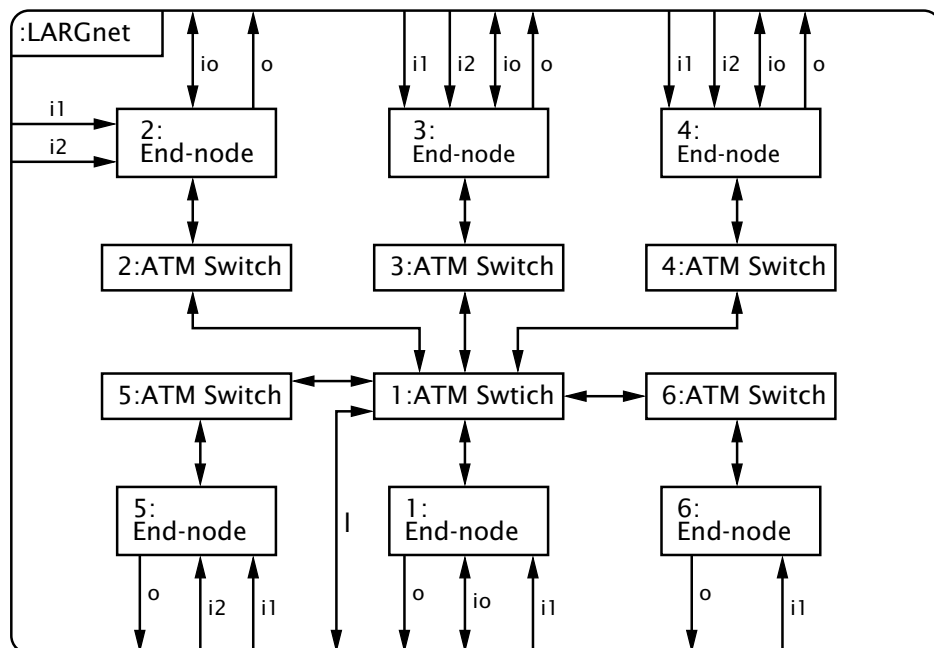 :LARGnet
io
o
i1
i2
io
o
i1
i2
io
o
i1
i2
2:
End-node
3:
End-node
4:
End-node
2:ATM Switch
3:ATM Switch
4:ATM Switch
5:ATM Switch
1:ATM Swtich
6:ATM Switch
l
5:
End-node
1:
End-node
6:
End-node
o
i2
i1
o
io
i1
o
i1